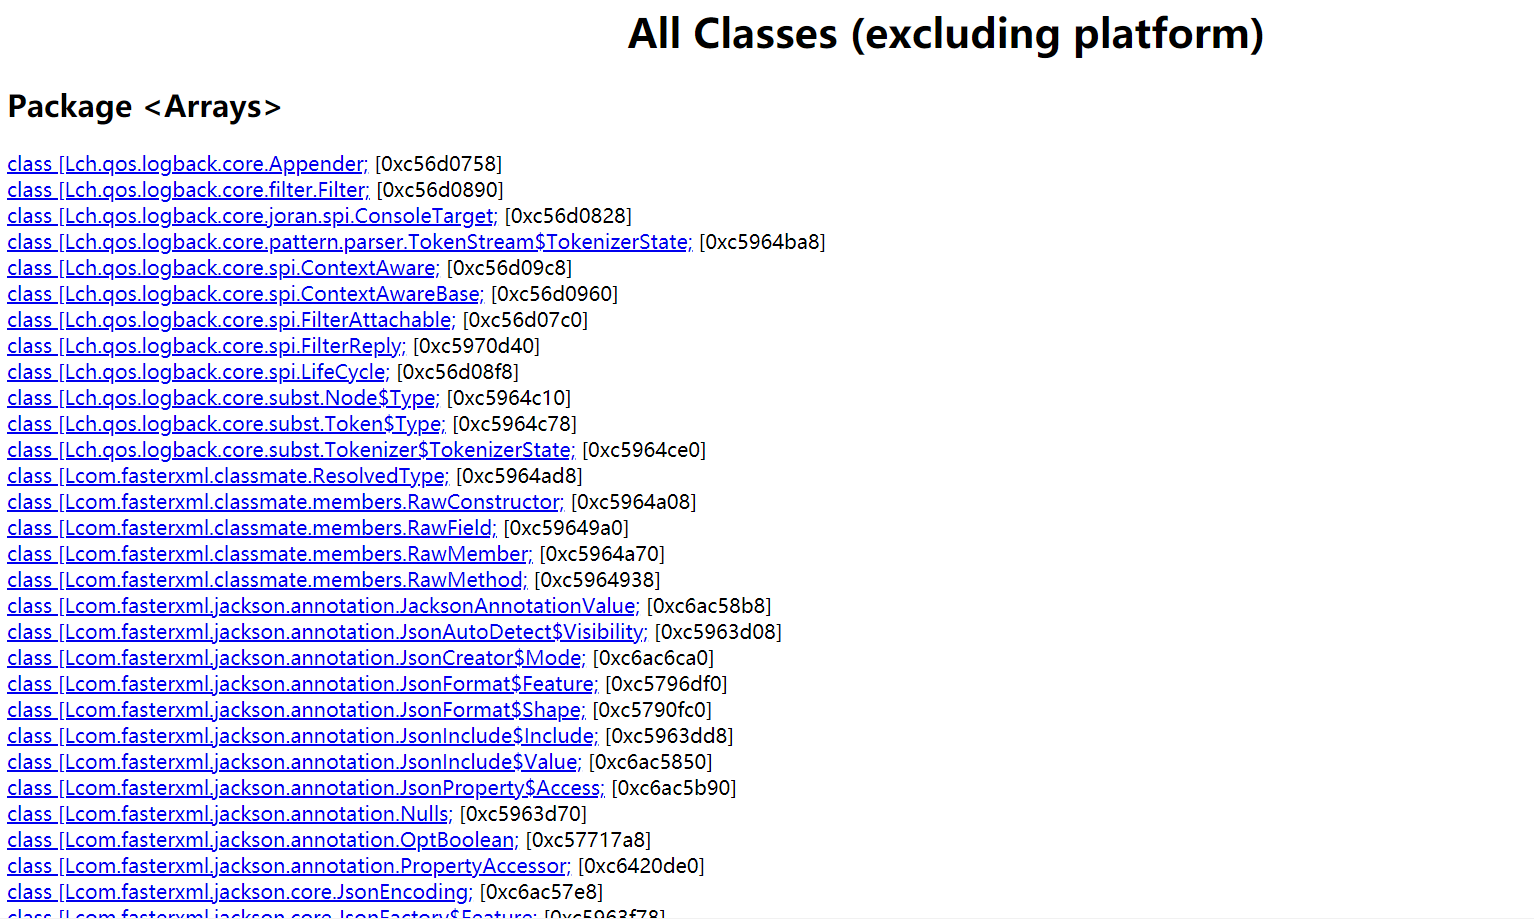 All Classes (excluding platform)
Package <Arrays>
class [Lch.qos.logback.core.Appender; [0xc56d0758]
class [Lch.qos.logback.core.filter.Filter; [0xc56d0890]
class [Lch.qos.logback.core.joran.spi.ConsoleTarget; [0xc56d0828]
class [Lch.qos.logback.core.pattern.parser.TokenStream$TokenizerState; [0xc5964ba8]
class [Lch.qos.logback.core.spi.ContextAware; [0xc56d09c8]
class [Lch.qos.logback.core.spi.ContextAwareBase; [0xc56d0960]
class [Lch.qos.logback.core.spi.FilterAttachable; [0xc56d07c0]
class [Lch.qos.logback.core.spi.FilterReply; [0xc5970d40]
class [Lch.qos.logback.core.spi.LifeCycle; [0xc56d08f8]
class [Lch.qos.logback.core.subst.Node$Type; [0xc5964c10]
class [Lch.qos.logback.core.subst.Token$Type; [0xc5964c78]
class [Lch.qos.logback.core.subst.Tokenizer$TokenizerState; [0xc5964ce0]
class [Lcom.fasterxml.classmate.ResolvedType; [0xc5964ad8]
class [Lcom.fasterxml.classmate.members.RawConstructor; [0xc5964a08]
class [Lcom.fasterxml.classmate.members.RawField; [0xc59649a0]
class [Lcom.fasterxml.classmate.members.RawMember; [0xc5964a70]
class [Lcom.fasterxml.classmate.members.RawMethod; [0xc5964938]
class [Lcom.fasterxml.jackson.annotation.JacksonAnnotationValue; [0xc6ac58b8]
class [Lcom.fasterxml.jackson.annotation.JsonAutoDetect$Visibility; [0xc5963d08]
class [Lcom.fasterxml.jackson.annotation.JsonCreator$Mode; [0xc6ac6ca0]
class [Lcom.fasterxml.jackson.annotation.JsonFormat$Feature; [0xc5796df0]
class [Lcom.fasterxml.jackson.annotation.JsonFormat$Shape; [0xc5790fc0]
class [Lcom.fasterxml.jackson.annotation.JsonInclude$Include; [0xc5963dd8]
class [Lcom.fasterxml.jackson.annotation.JsonInclude$Value; [0xc6ac5850]
class [Lcom.fasterxml.jackson.annotation.JsonProperty$Access; [0xc6ac5b90]
class [Lcom.fasterxml.jackson.annotation.Nulls; [0xc5963d70]
class [Lcom.fasterxml.jackson.annotation.OptBoolean; [0xc57717a8]
class [Lcom.fasterxml.jackson.annotation.PropertyAccessor; [0xc6420de0]
class [Lcom.fasterxml.jackson.core.JsonEncoding; [0xc6ac57e8]
class [Lcom.fasterxml.jackson.core.JsonFactory$Feature; [0xc5963f78]